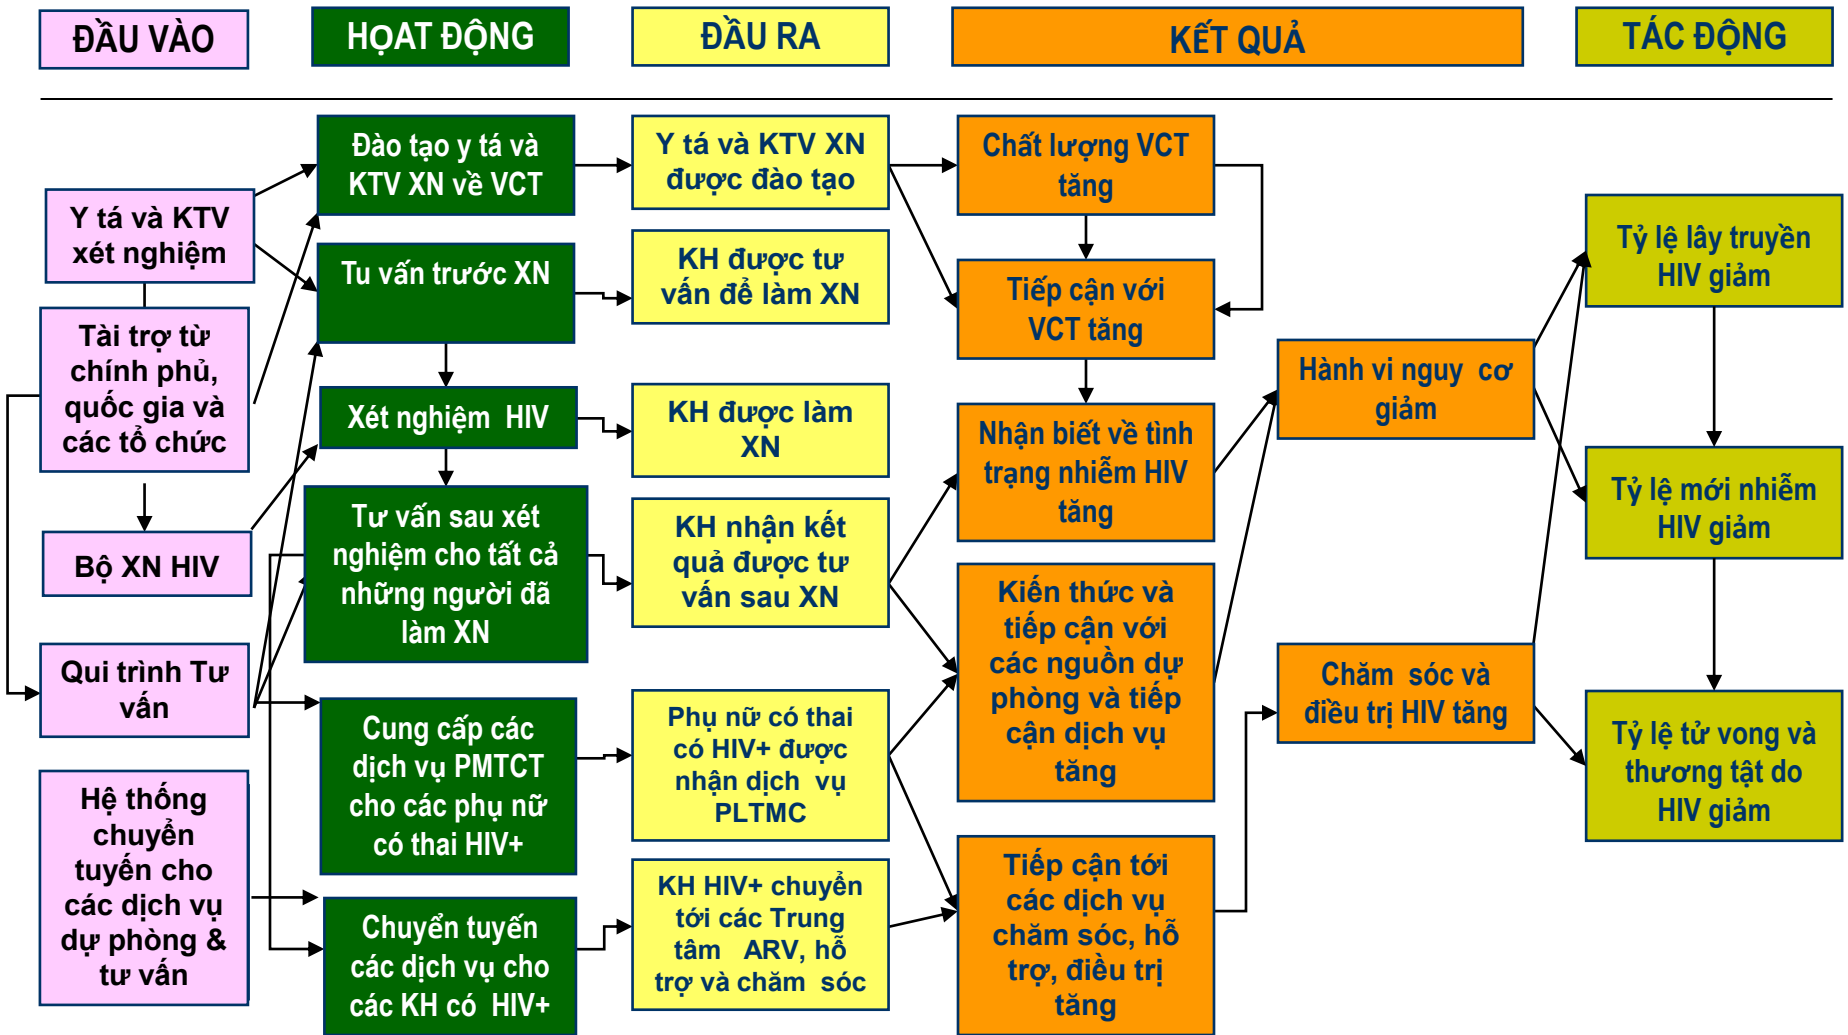 ĐẦU VÀO
HỌAT ĐỘNG
ĐẦU RA
KẾT QUẢ
TÁC ĐỘNG
Y tá và KTV
xét nghiệm
Tài trợ từ
chính phủ,
quốc gia và
các tổ chức
Bộ XN HIV
Qui trình Tư
vấn
Hệ thống
chuyển
tuyến cho
các dịch vụ
dự phòng &
tư vấn
Đào tạo y tá và
KTV XN về VCT
Tu vấn trước XN
Xét nghiệm HIV
Tư vấn sau xét
nghiệm cho tất cả
những người đã
làm XN
Cung cấp các
dịch vụ PMTCT
cho các phụ nữ
có thai HIV+
Chuyển tuyến
các dịch vụ cho
các KH có HIV+
Y tá và KTV XN
được đào tạo
KH được tư
vấn để làm XN
KH được làm
XN
KH nhận kết
quả được tư
vấn sau XN
Phụ nữ có thai
có HIV+ được
nhận dịch vụ
PLTMC
KH HIV+ chuyển
tới các Trung
tâm ARV, hỗ
trợ và chăm sóc
Chất lượng VCT
tăng
Tiếp cận với
VCT tăng
Nhận biết về tình
trạng nhiễm HIV
tăng
Kiến thức và
tiếp cận với
các nguồn dự
phòng và tiếp
cận dịch vụ
tăng
Tiếp cận tới
các dịch vụ
chăm sóc, hỗ
trợ, điều trị
tăng
Hành vi nguy cơ
giảm
Chăm sóc và
điều trị HIV tăng
Tỷ lệ lây truyền
HIV giảm
Tỷ lệ mới nhiễm
HIV giảm
Tỷ lệ tử vong và
thương tật do
HIV giảm